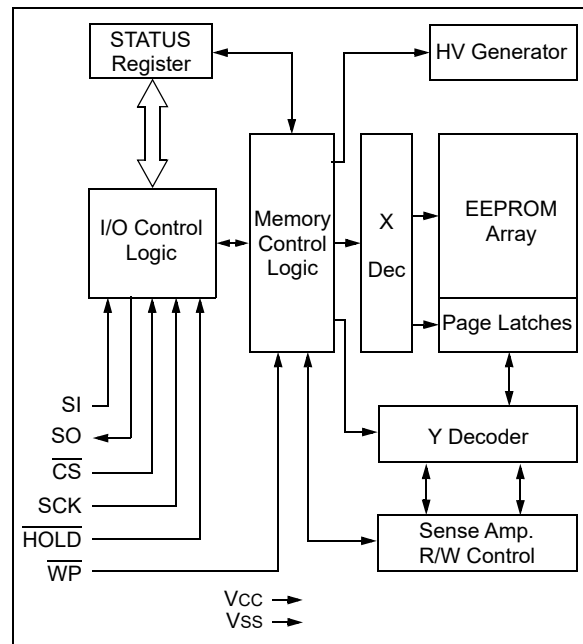 STATUS
Register
HV Generator
I/O Control
Logic
Memory
Control
Logic
X
Dec
EEPROM
Array
Page Latches
SI
SO
CS
SCK
HOLD
WP
Y Decoder
Sense Amp.
R/W Control
VCC
VSS